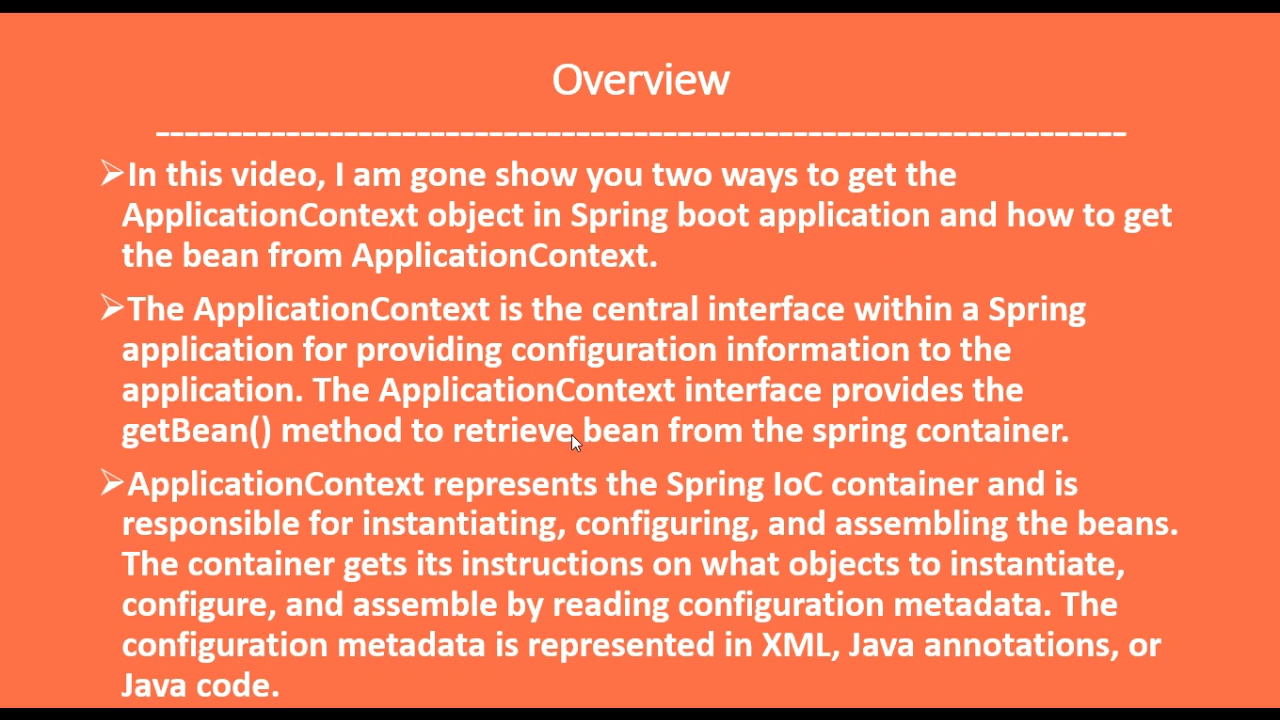 Overview
-------------------------------------------------------------------
➢In this video, I am gone show you two ways to get the
ApplicationContext object in Spring boot application and how to get
the bean from ApplicationContext.
➢The ApplicationContext is the central interface within a Spring
application for providing configuration information to the
application. The ApplicationContext interface provides the
getBean() method to retrieve bean from the spring container.
➢ApplicationContext represents the Spring IoC container and is
responsible for instantiating, configuring, and assembling the beans.
The container gets its instructions on what objects to instantiate,
configure, and assemble by reading configuration metadata. The
configuration metadata is represented in XML, Java annotations, or
Java code.